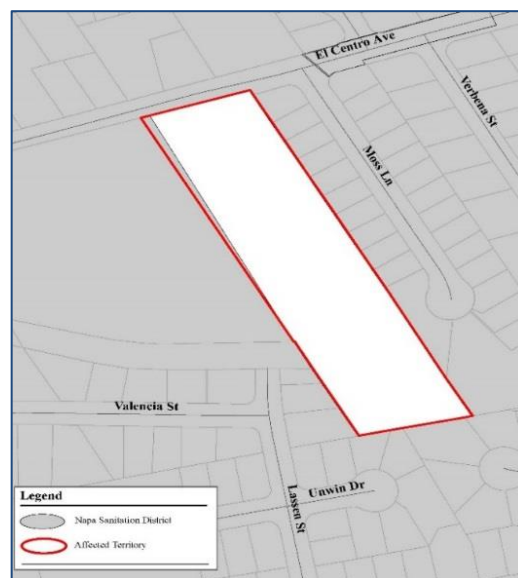 El Centro Ave
Verbena St
Moss Ln
Valencia St
Lassen St
Unwin Dr
Legend
Napa Sanitation District
Affected Territory